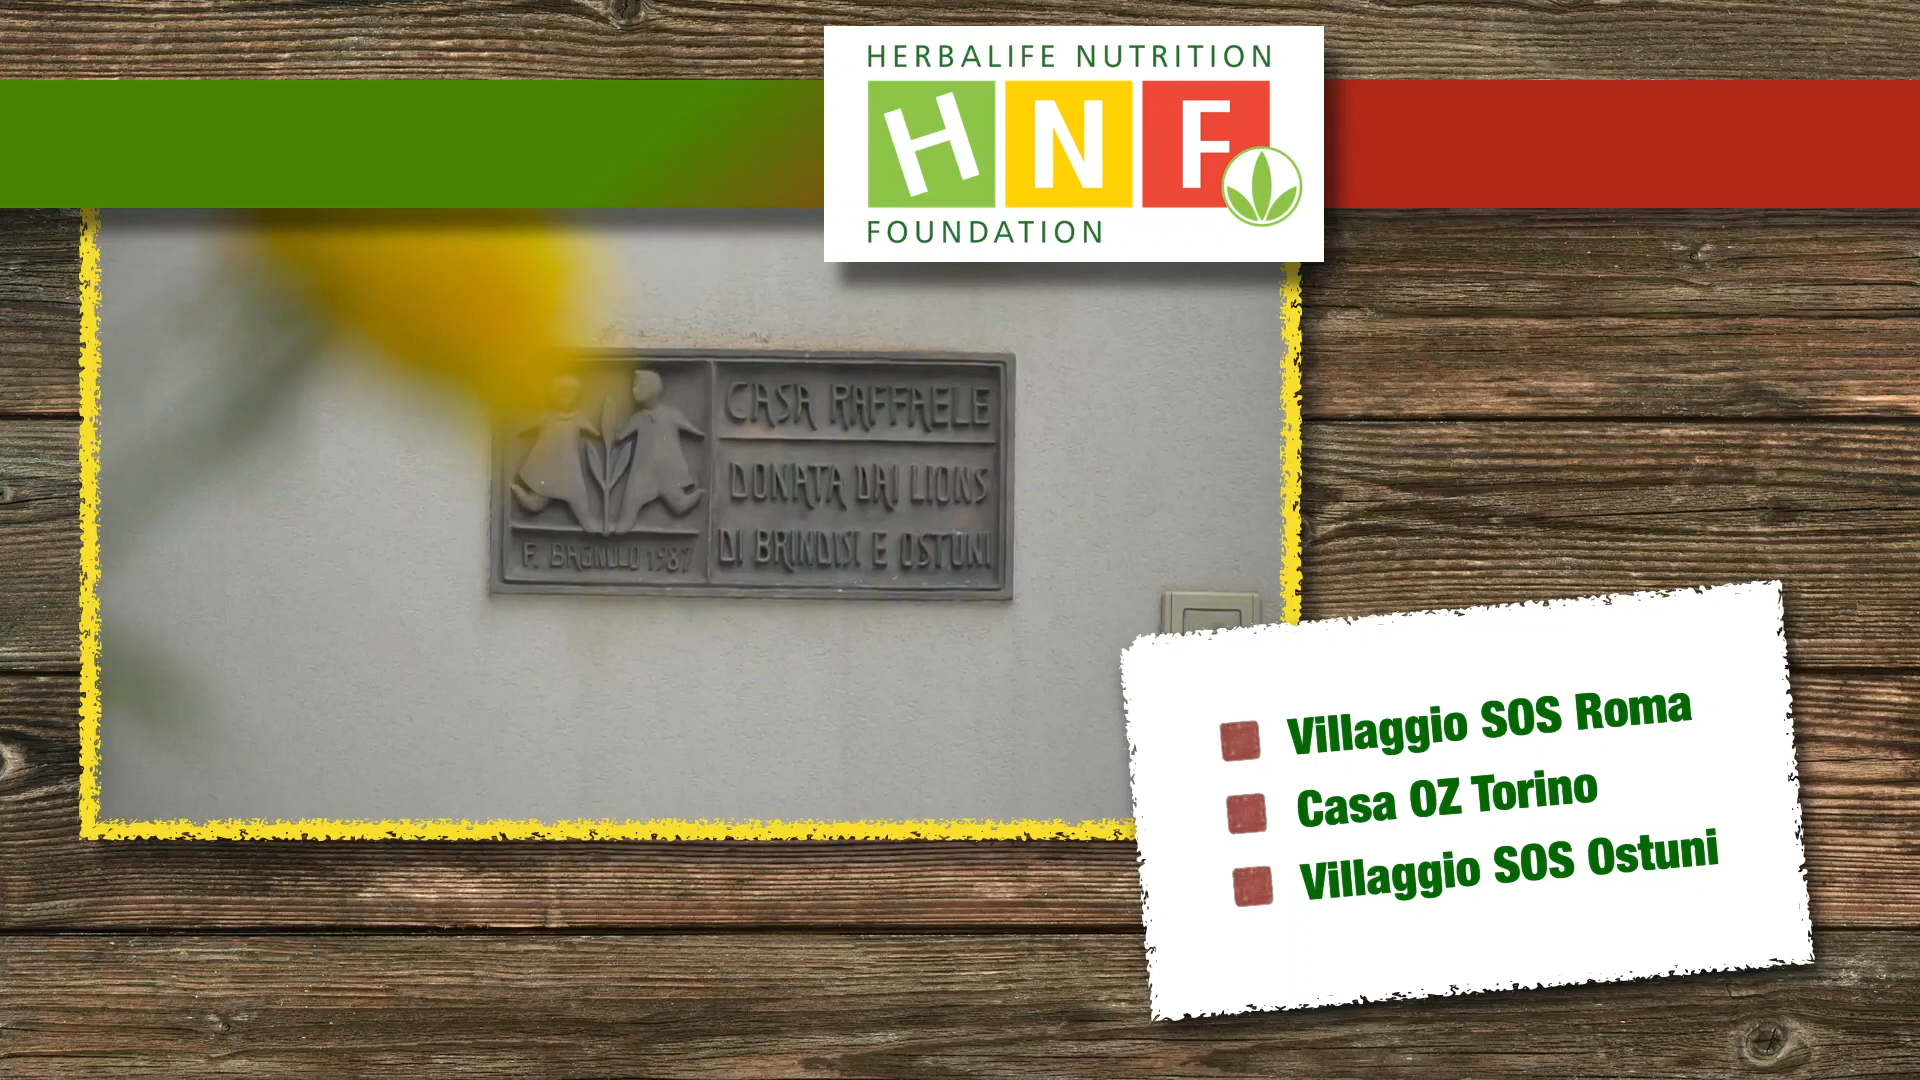 HERBALIFE NUTRITION
HNF
FOUNDATION
CASA RAFFAELE
DONATA DAI LIONS
DI BRINDISI E OSTUNI
F. BAGNULO 1987
Villaggio SOS Roma
Casa OZ Torino
Villaggio SOS Ostuni